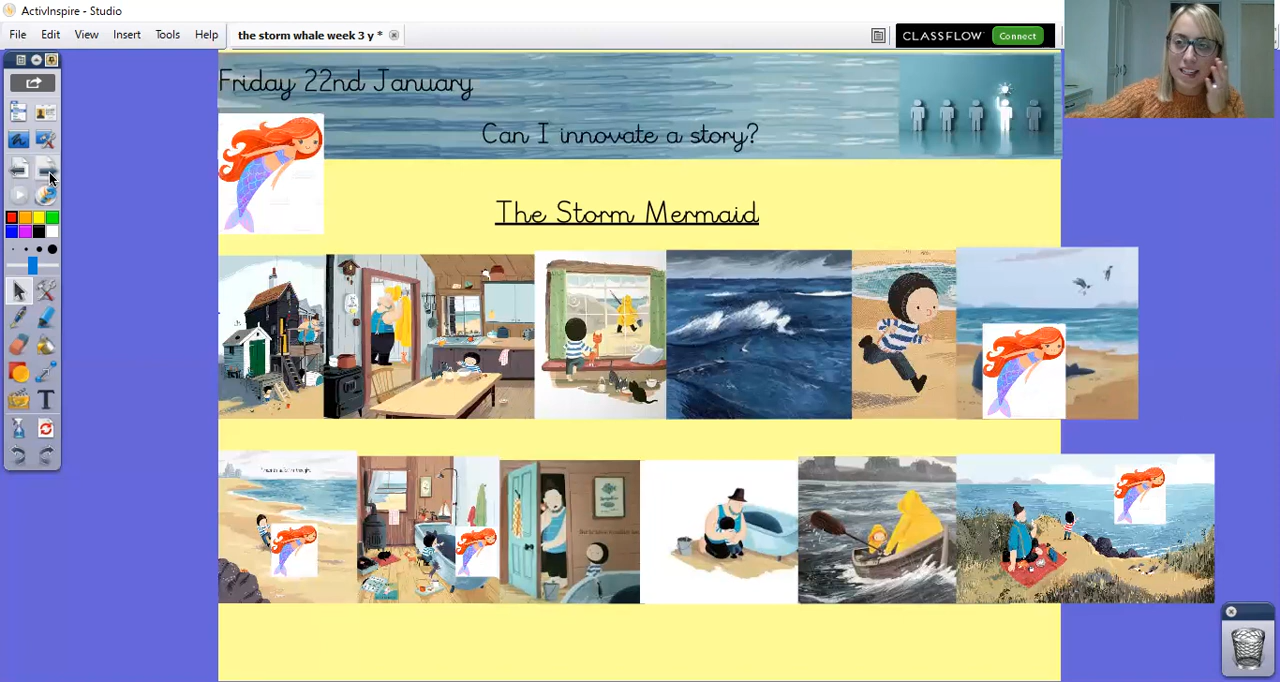 ActivInspire - Studio
File Edit View Insert Tools Help
the storm whale week 3 y *
CLASSFLOW Connect
Friday 22nd January
Can I innovate a story?
The Storm Mermaid